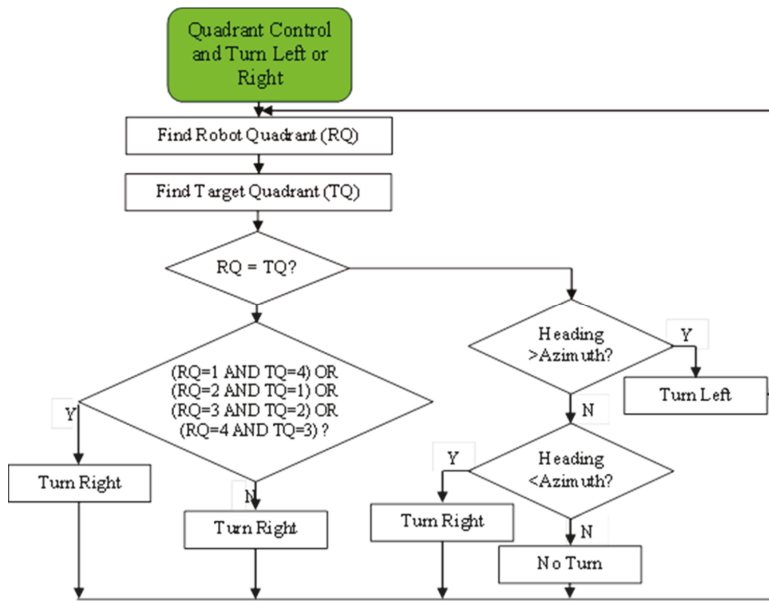 Quadrant Control
and Turn Left or
Right
Find Robot Quadrant (RQ)
Find Target Quadrant (TQ)
RQ = TQ?
(RQ=1 AND TQ=4) OR
(RQ=2 AND TQ=1) OR
(RQ=3 AND TQ=2) OR
(RQ=4 AND TQ=3) ?
Y
Turn Right
N
Turn Right
Heading
>Azimuth?
Y
Turn Left
N
Heading
<Azimuth?
Y
Turn Right
N
No Turn